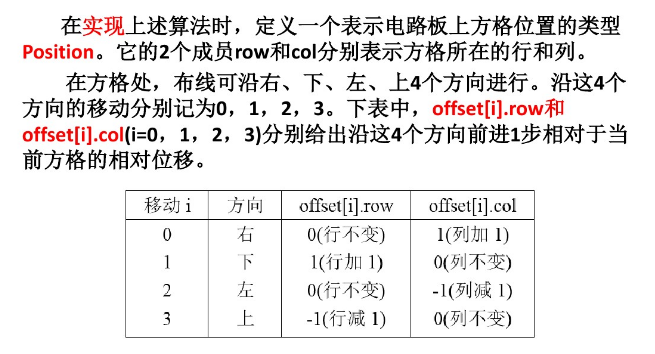 在实现上述算法时，定义一个表示电路板上方格位置的类型
Position。它的2个成员row和col分别表示方格所在的行和列。
在方格处，布线可沿右、下、左、上4个方向进行。沿这4个
方向的移动分别记为0，1，2，3。下表中，offset[i].row和
offset[i].col(i=0，1，2，3)分别给出沿这4个方向前进1步相对于当
前方格的相对位移。
移动 i 方向 offset[i].row offset[i].col
0 右 0(行不变) 1(列加 1)
1 下 1(行加 1) 0(列不变)
2 左 0(行不变) -1(列减 1)
3 上 -1(行减 1) 0(列不变)